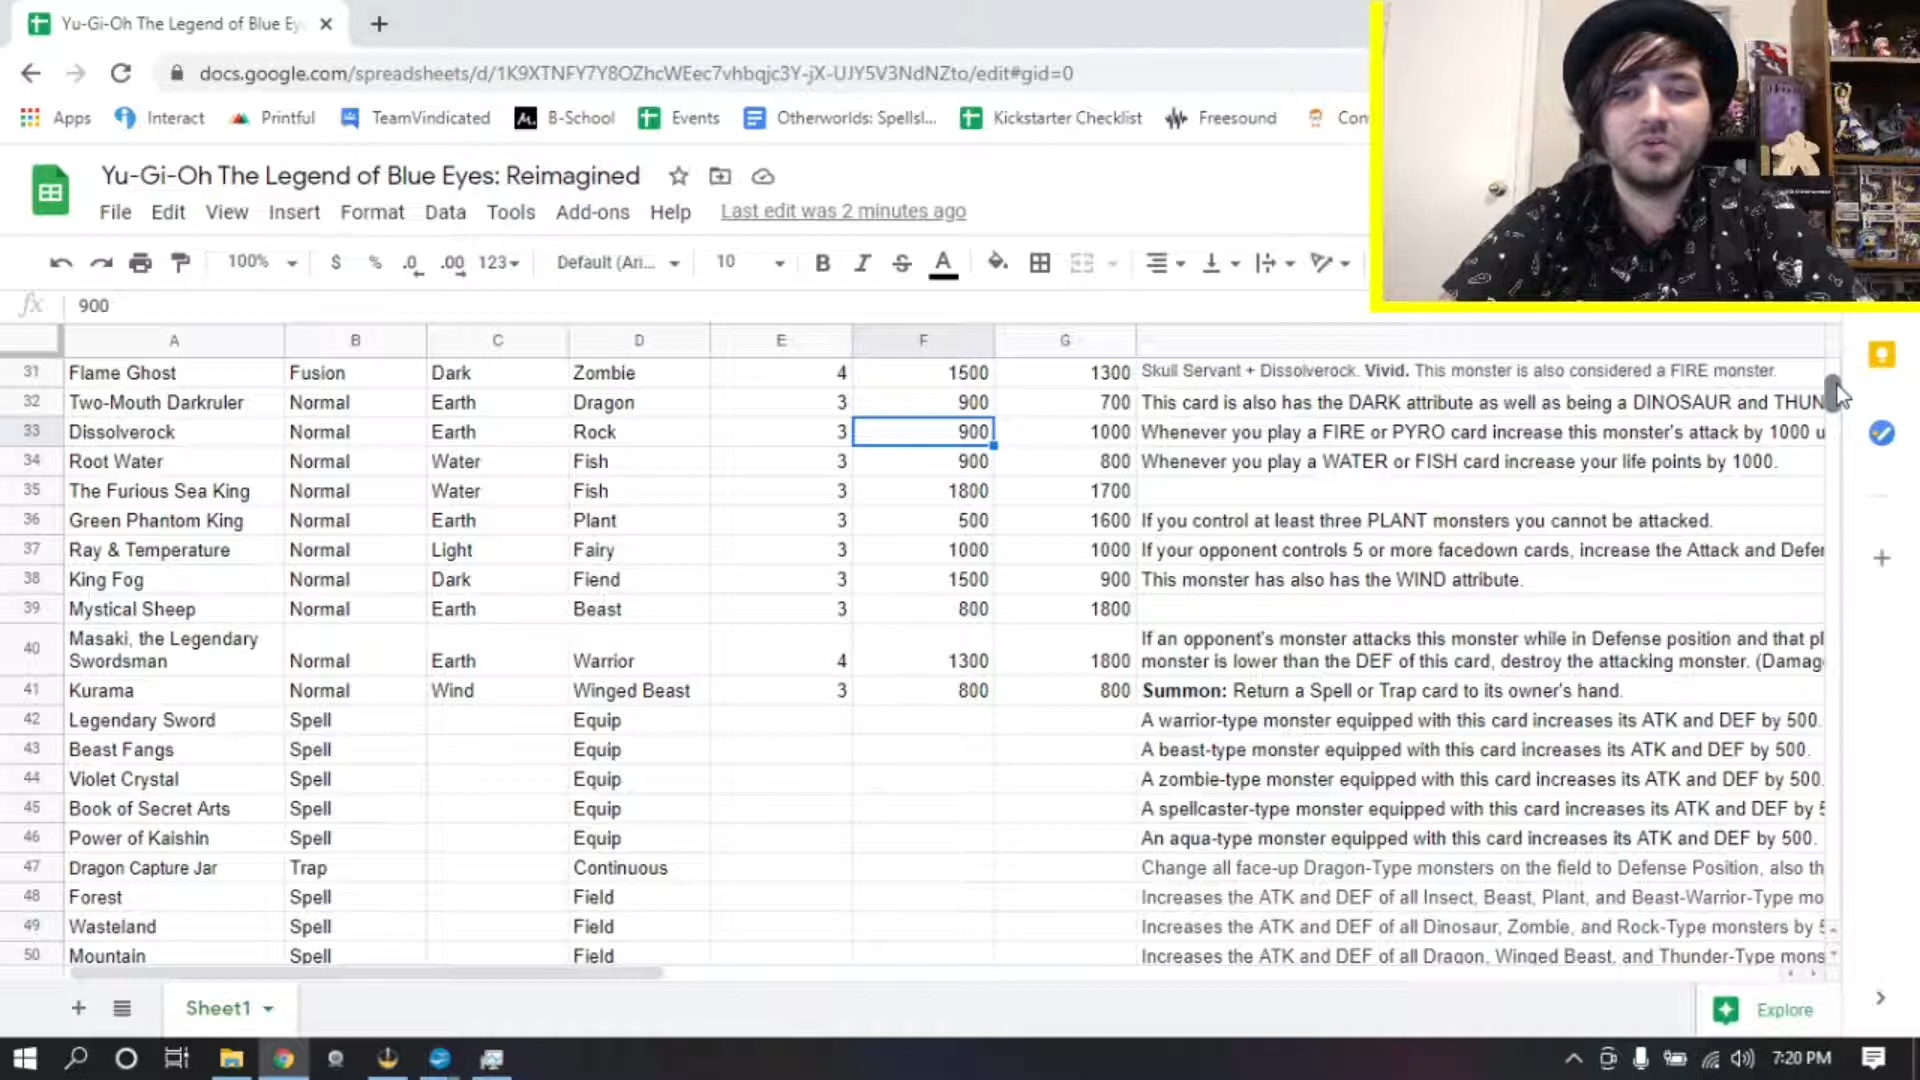 Yu-Gi-Oh The Legend of Blue Ey
docs.google.com/spreadsheets/d/1K9XTNFY7Y8OZhcWEec7vhbqjc3Y-jX-UJY5V3NdNZto/edit#gid=0
Apps Interact Printful TeamVindicated B-School Events Otherworlds: Spellsl... Kickstarter Checklist Freesound Con
Yu-Gi-Oh The Legend of Blue Eyes: Reimagined
File Edit View Insert Format Data Tools Add-ons Help Last edit was 2 minutes ago
100% $ % .0 .00 123 Default (Ari... 10 B I S A
fx 900
A B C D E F G
31 Flame Ghost Fusion Dark Zombie 4 1500 1300 Skull Servant + Dissolverock. Vivid. This monster is also considered a FIRE monster.
32 Two-Mouth Darkruler Normal Earth Dragon 3 900 700 This card is also has the DARK attribute as well as being a DINOSAUR and THUN
33 Dissolverock Normal Earth Rock 3 900 1000 Whenever you play a FIRE or PYRO card increase this monster's attack by 1000 u
34 Root Water Normal Water Fish 3 900 800 Whenever you play a WATER or FISH card increase your life points by 1000.
35 The Furious Sea King Normal Water Fish 3 1800 1700
36 Green Phantom King Normal Earth Plant 3 500 1600 If you control at least three PLANT monsters you cannot be attacked.
37 Ray & Temperature Normal Light Fairy 3 1000 1000 If your opponent controls 5 or more facedown cards, increase the Attack and Defer
38 King Fog Normal Dark Fiend 3 1500 900 This monster has also has the WIND attribute.
39 Mystical Sheep Normal Earth Beast 3 800 1800
40 Masaki, the Legendary Swordsman Normal Earth Warrior 4 1300 1800 If an opponent's monster attacks this monster while in Defense position and that pl
monster is lower than the DEF of this card, destroy the attacking monster. (Damag
41 Kurama Normal Wind Winged Beast 3 800 800 Summon: Return a Spell or Trap card to its owner's hand.
42 Legendary Sword Spell Equip A warrior-type monster equipped with this card increases its ATK and DEF by 500.
43 Beast Fangs Spell Equip A beast-type monster equipped with this card increases its ATK and DEF by 500.
44 Violet Crystal Spell Equip A zombie-type monster equipped with this card increases its ATK and DEF by 500.
45 Book of Secret Arts Spell Equip A spellcaster-type monster equipped with this card increases its ATK and DEF by 5
46 Power of Kaishin Spell Equip An aqua-type monster equipped with this card increases its ATK and DEF by 500.
47 Dragon Capture Jar Trap Continuous Change all face-up Dragon-Type monsters on the field to Defense Position, also th
48 Forest Spell Field Increases the ATK and DEF of all Insect, Beast, Plant, and Beast-Warrior-Type mo
49 Wasteland Spell Field Increases the ATK and DEF of all Dinosaur, Zombie, and Rock-Type monsters by 5
50 Mountain Spell Field Increases the ATK and DEF of all Dragon, Winged Beast, and Thunder-Type mons
Sheet1 Explore
7:20 PM